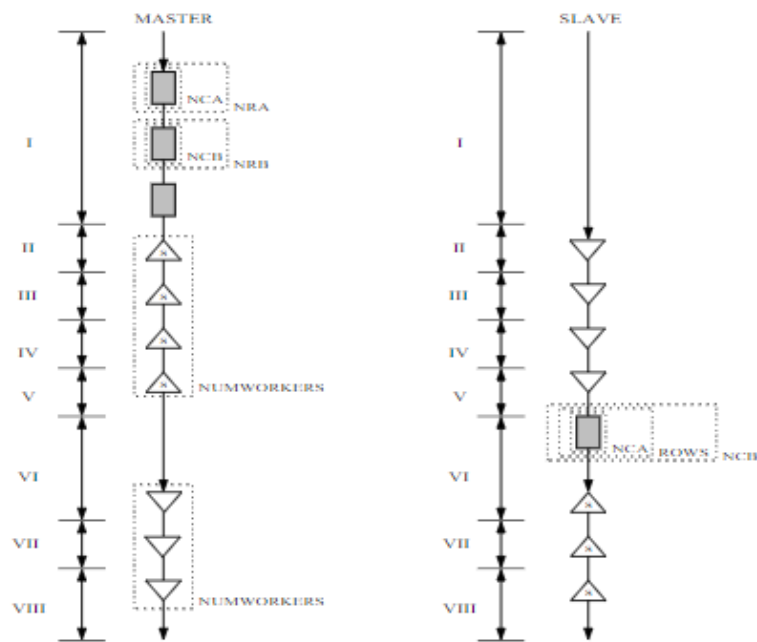 MASTER
SLAVE
NCA
NRA
NCB
NRB
I
I
II
II
S
III
III
S
IV
IV
S
V
V
S
NUMWORKERS
NCA
ROWS
NCB
VI
VI
S
VII
VII
S
VIII
VIII
S
NUMWORKERS